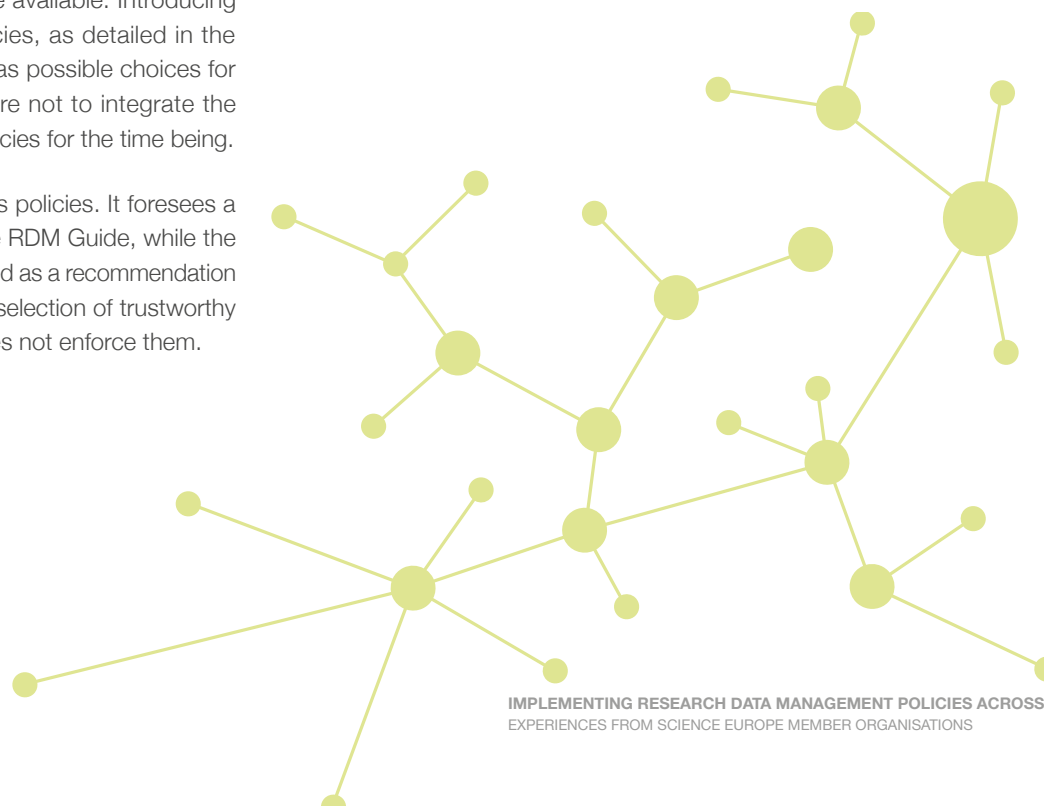 available. Introducing
cies, as detailed in the
as possible choices for
re not to integrate the
cies for the time being.
s policies. It foresees a
RDM Guide, while the
d as a recommendation
selection of trustworthy
es not enforce them.
IMPLEMENTING RESEARCH DATA MANAGEMENT POLICIES ACROSS
EXPERIENCES FROM SCIENCE EUROPE MEMBER ORGANISATIONS